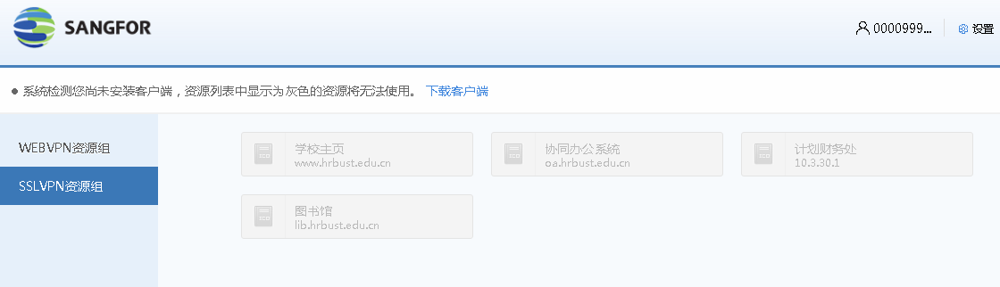 SANGFOR
0000999...
设置
系统检测您尚未安装客户端，资源列表中显示为灰色的资源将无法使用。 下载客户端
WEBVPN资源组
SSLVPN资源组
学校主页
www.hrbust.edu.cn
协同办公系统
oa.hrbust.edu.cn
计划财务处
10.3.30.1
图书馆
lib.hrbust.edu.cn